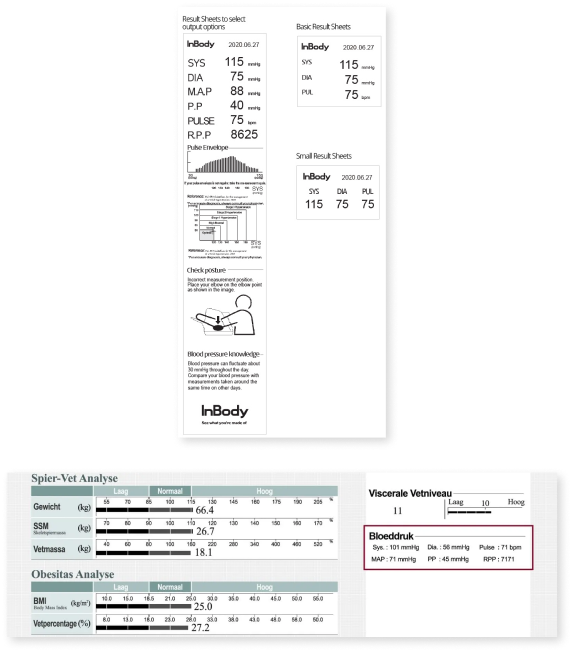 Result Sheets to select
output options
InBody 2020.06.27
SYS 115 mmHg
DIA 75 mmHg
M.A.P 88 mmHg
P.P 40 mmHg
PULSE 75 bpm
R.P.P 8625
Pulse Envelope
SYS
SYS
Check posture
Incorrect measurement position.
Place your elbow on the elbow point
as shown in the image.
Blood pressure knowledge
Blood pressure can fluctuate about
30 mmHg throughout the day.
Compare your blood pressure with
measurements taken around the
same time on other days.
InBody
See what you're made of
Basic Result Sheets
InBody 2020.06.27
SYS 115 mmHg
DIA 75 mmHg
PUL 75 bpm
Small Result Sheets
InBody 2020.06.27
SYS DIA PUL
115 75 75
Spier-Vet Analyse
Laag Normaal Hoog
Gewicht (kg) 55 70 85 100 115 130 145 160 175 190 205 %
66.4
SSM (kg) 70 80 90 100 110 120 130 140 150 160 170 %
Skeletspiermassa
26.7
Vetmassa (kg) 40 60 80 100 160 220 280 340 400 460 520 %
18.1
Obesitas Analyse
Laag Normaal Hoog
BMI (kg/m²) 10.0 15.0 18.5 21.0 25.0 30.0 35.0 40.0 45.0 50.0 55.0
Body Mass Index
25.0
Vetpercentage (%) 8.0 13.0 18.0 23.0 28.0 33.0 38.0 43.0 48.0 53.0 58.0
27.2
Viscerale Vetniveau
11 Laag 10 Hoog
Bloeddruk
Sys. : 101 mmHg Dia. : 56 mmHg Pulse : 71 bpm
MAP : 71 mmHg PP : 45 mmHg RPP : 7171